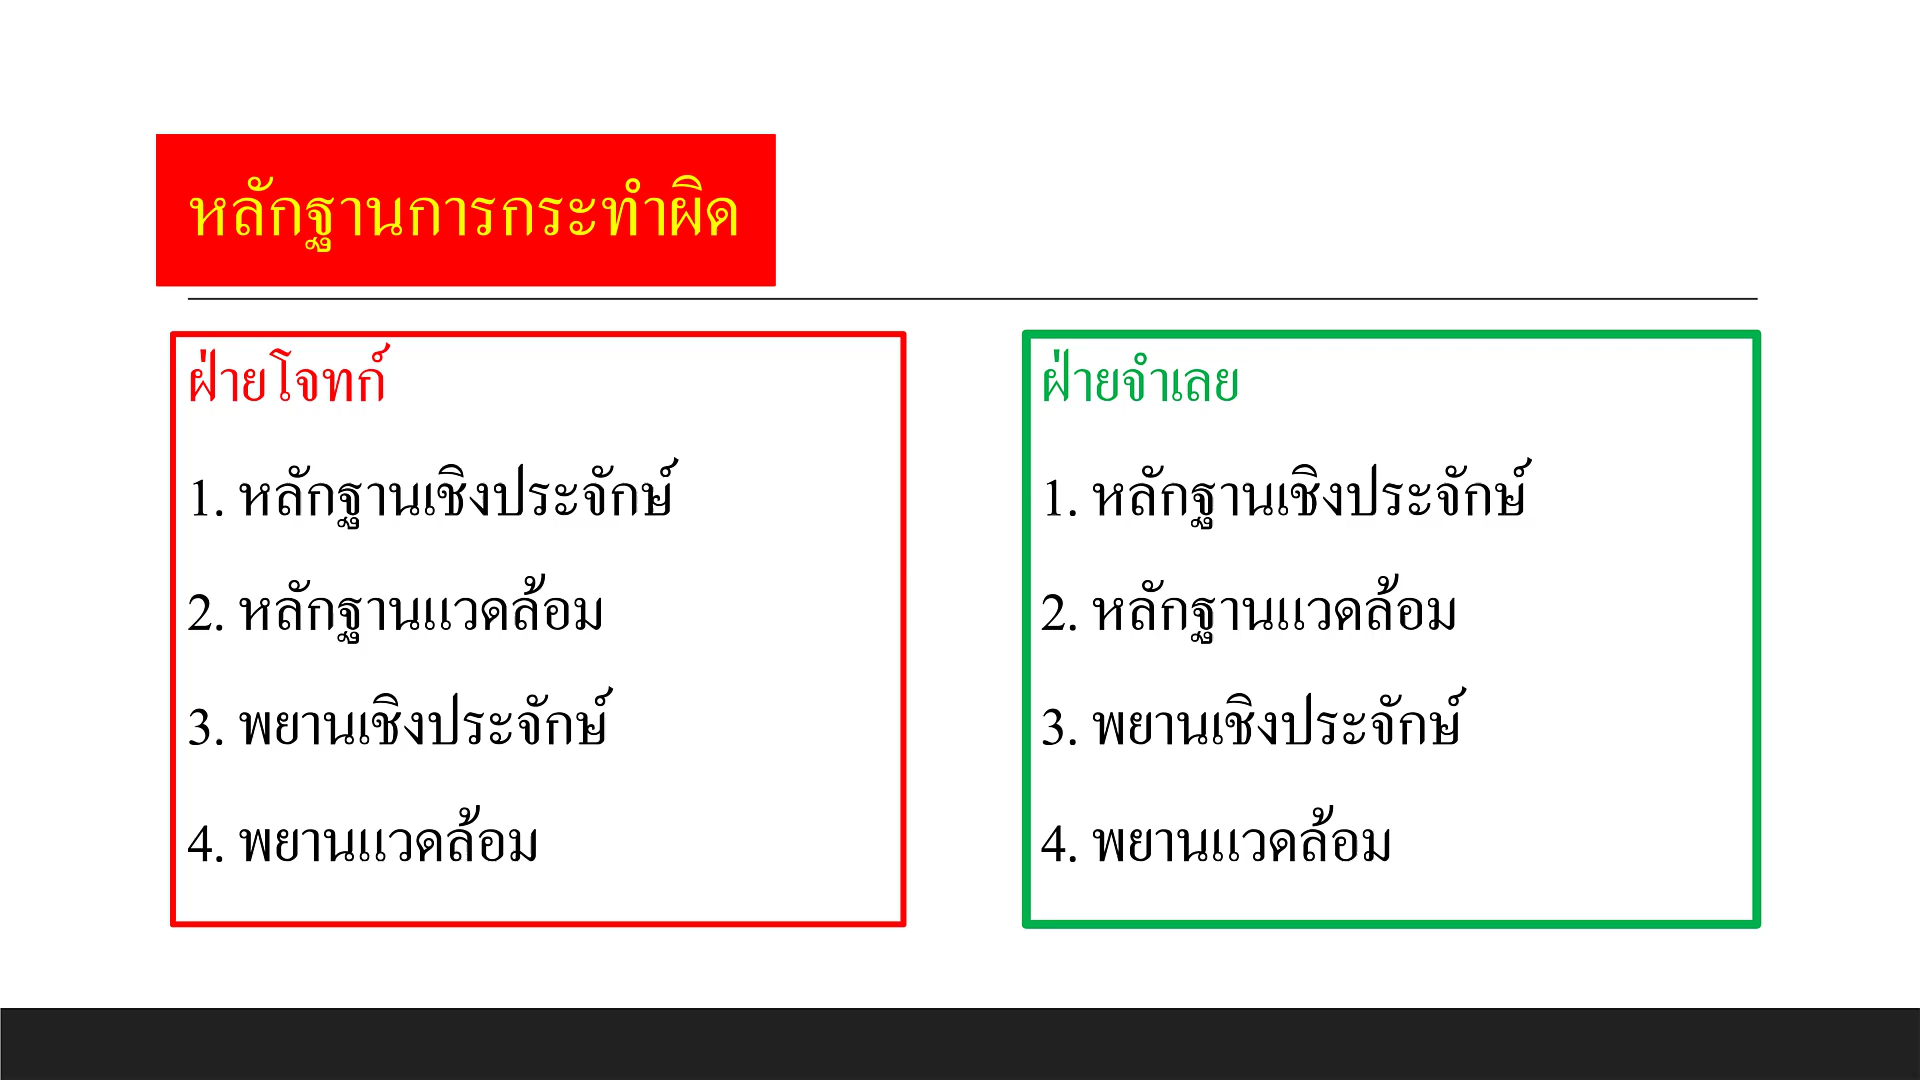 หลักฐานการกระทำผิด
ฝ่ายโจทก์
1. หลักฐานเชิงประจักษ์
2. หลักฐานแวดล้อม
3. พยานเชิงประจักษ์
4. พยานแวดล้อม
ฝ่ายจำเลย
1. หลักฐานเชิงประจักษ์
2. หลักฐานแวดล้อม
3. พยานเชิงประจักษ์
4. พยานแวดล้อม